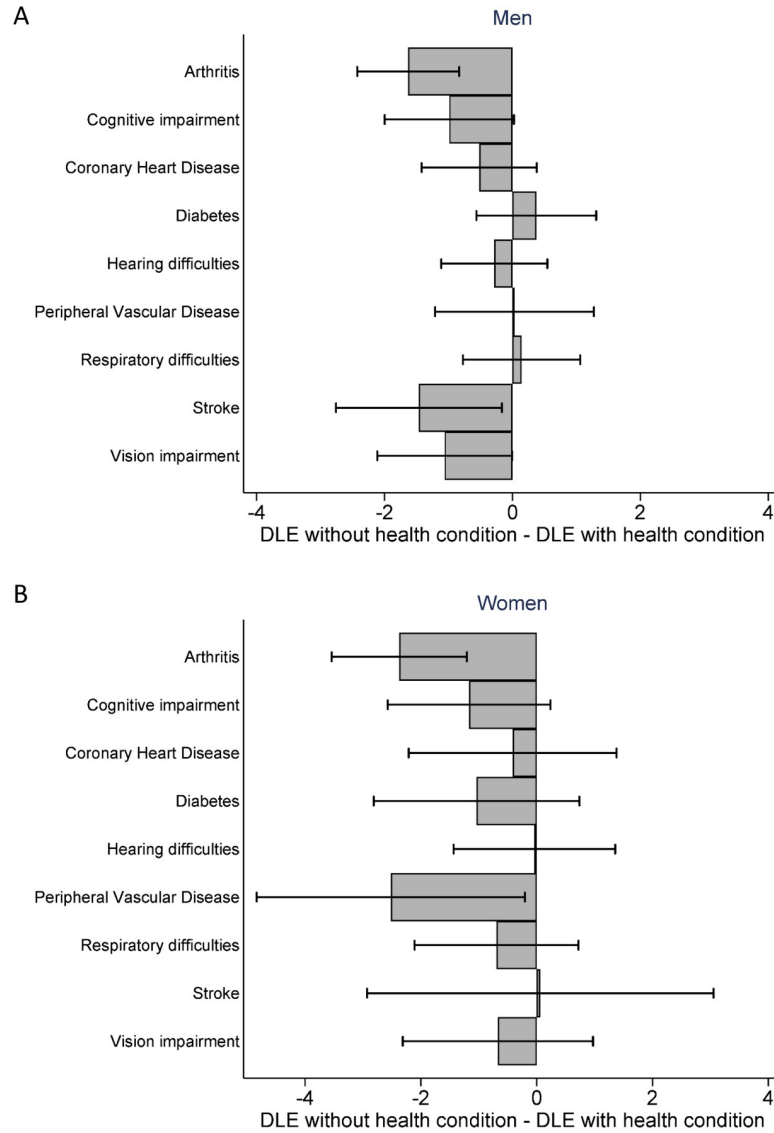 A
Men
Arthritis
Cognitive impairment
Coronary Heart Disease
Diabetes
Hearing difficulties
Peripheral Vascular Disease
Respiratory difficulties
Stroke
Vision impairment
-4 -2 0 2 4
DLE without health condition - DLE with health condition
B
Women
Arthritis
Cognitive impairment
Coronary Heart Disease
Diabetes
Hearing difficulties
Peripheral Vascular Disease
Respiratory difficulties
Stroke
Vision impairment
-4 -2 0 2 4
DLE without health condition - DLE with health condition